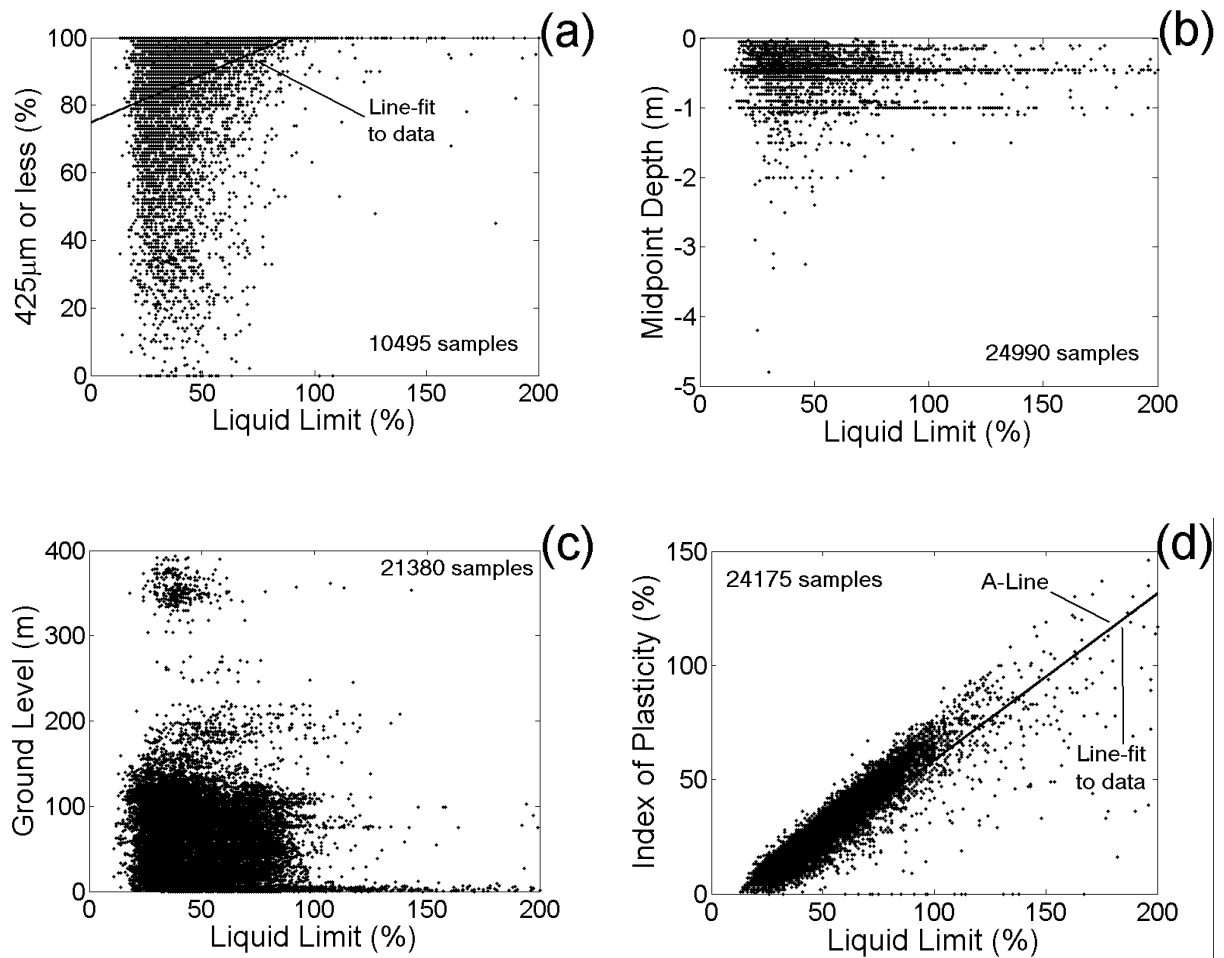 (a)
100
80
60
40
20
0
425µm or less (%)
Line-fit
to data
10495 samples
0 50 100 150 200
Liquid Limit (%)
(b)
0
-1
-2
-3
-4
-5
Midpoint Depth (m)
24990 samples
0 50 100 150 200
Liquid Limit (%)
(c)
400
300
200
100
0
Ground Level (m)
21380 samples
0 50 100 150 200
Liquid Limit (%)
(d)
150
100
50
0
Index of Plasticity (%)
24175 samples
A-Line
Line-fit
to data
0 50 100 150 200
Liquid Limit (%)